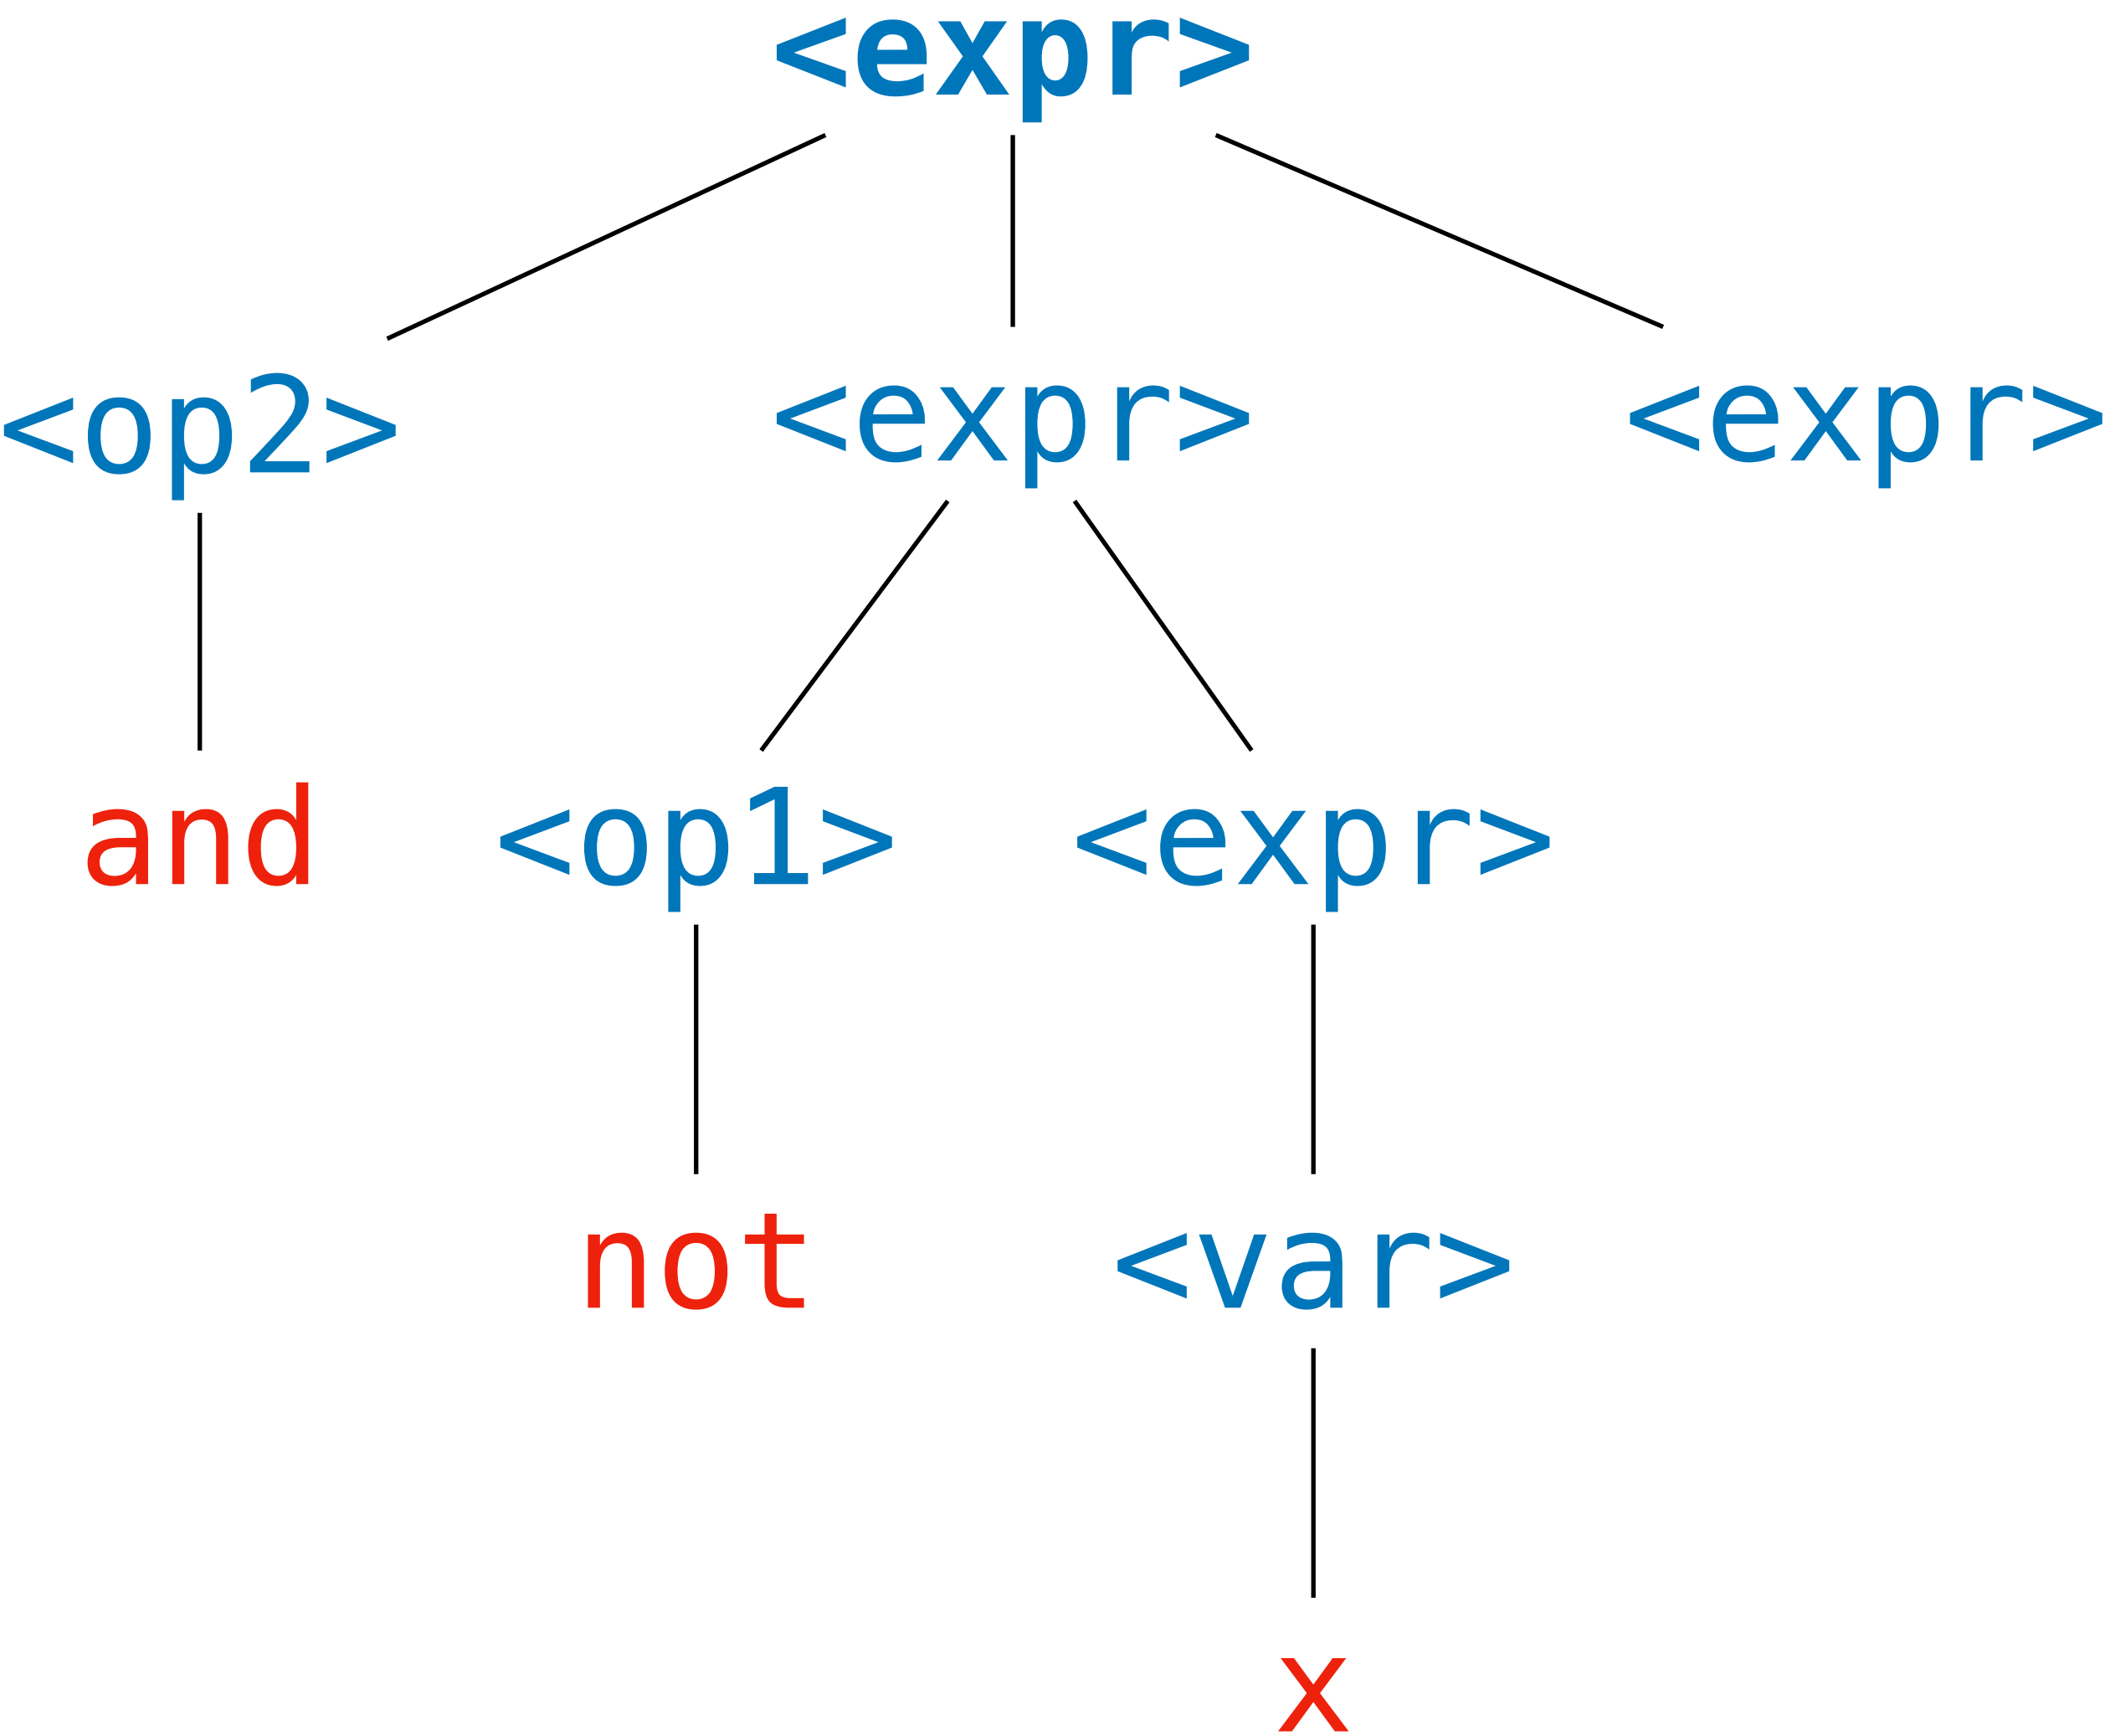 <expr>
<op2> <expr> <expr>
and <op1> <expr>
not <var>
x